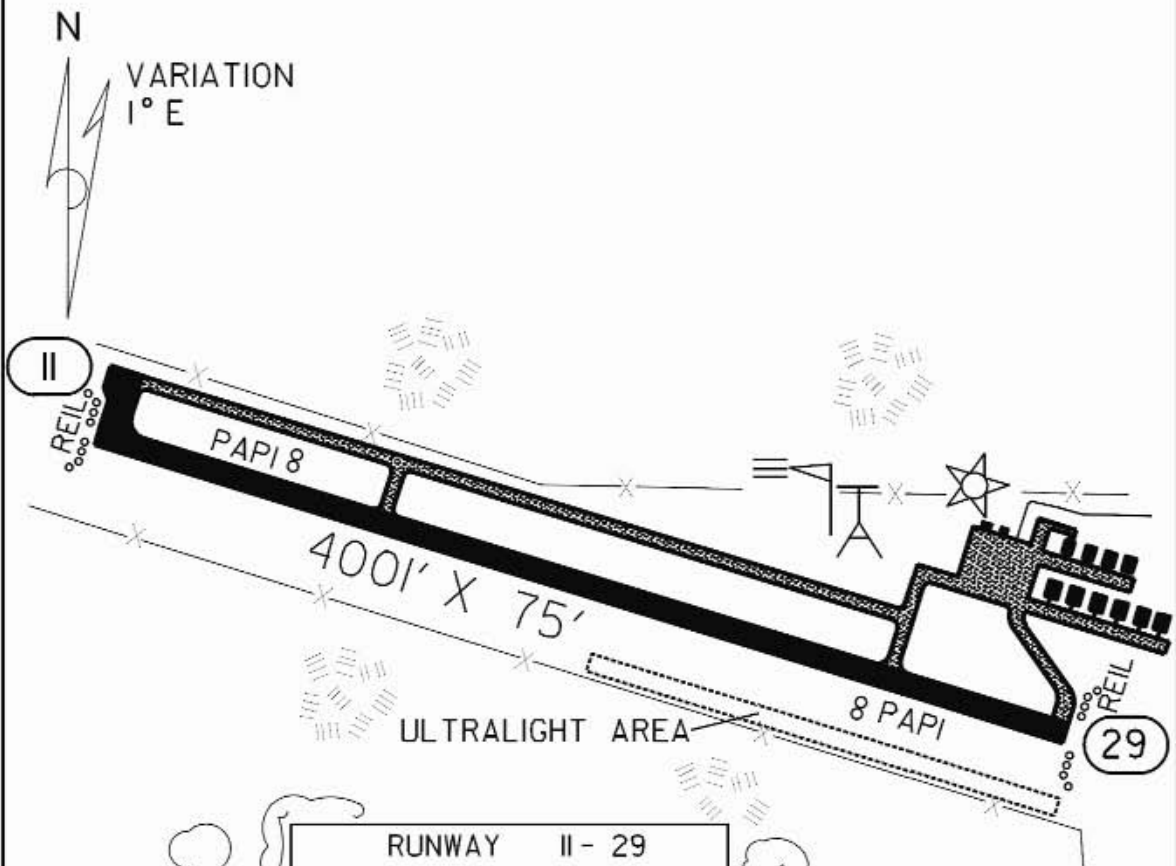 N
VARIATION
1° E
11
REIL
PAPI 8
4001' X 75'
ULTRALIGHT AREA
8 PAPI
REIL
29
RUNWAY 11 - 29